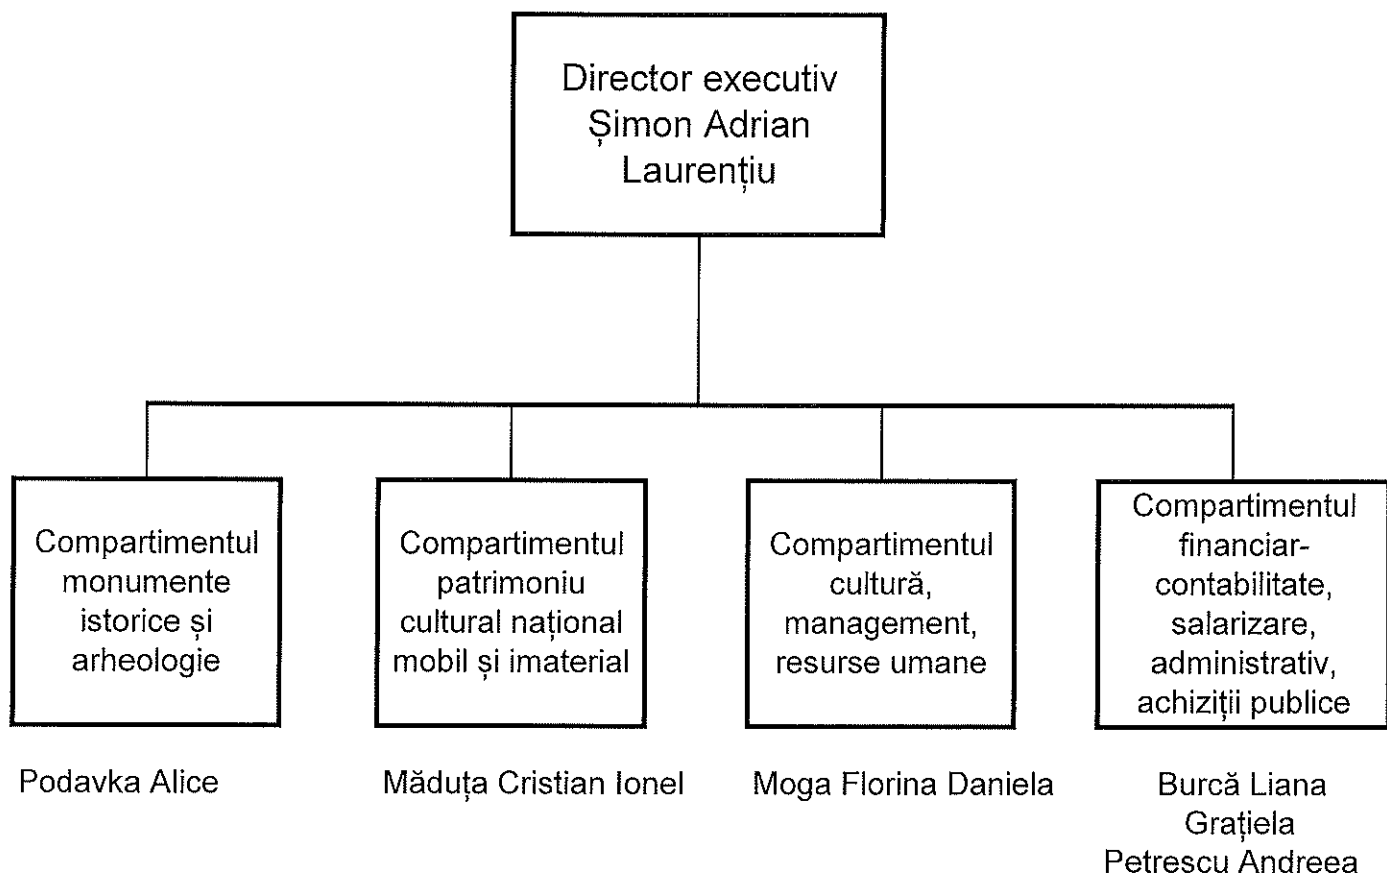 Director executiv
Șimon Adrian
Laurențiu
Compartimentul
monumente
istorice și
arheologie
Compartimentul
patrimoniu
cultural național
mobil și imaterial
Compartimentul
cultură,
management,
resurse umane
Compartimentul
financiar-
contabilitate,
salarizare,
administrativ,
achiziții publice
Podavka Alice
Măduța Cristian Ionel
Moga Florina Daniela
Burcă Liana
Grațiela
Petrescu Andreea